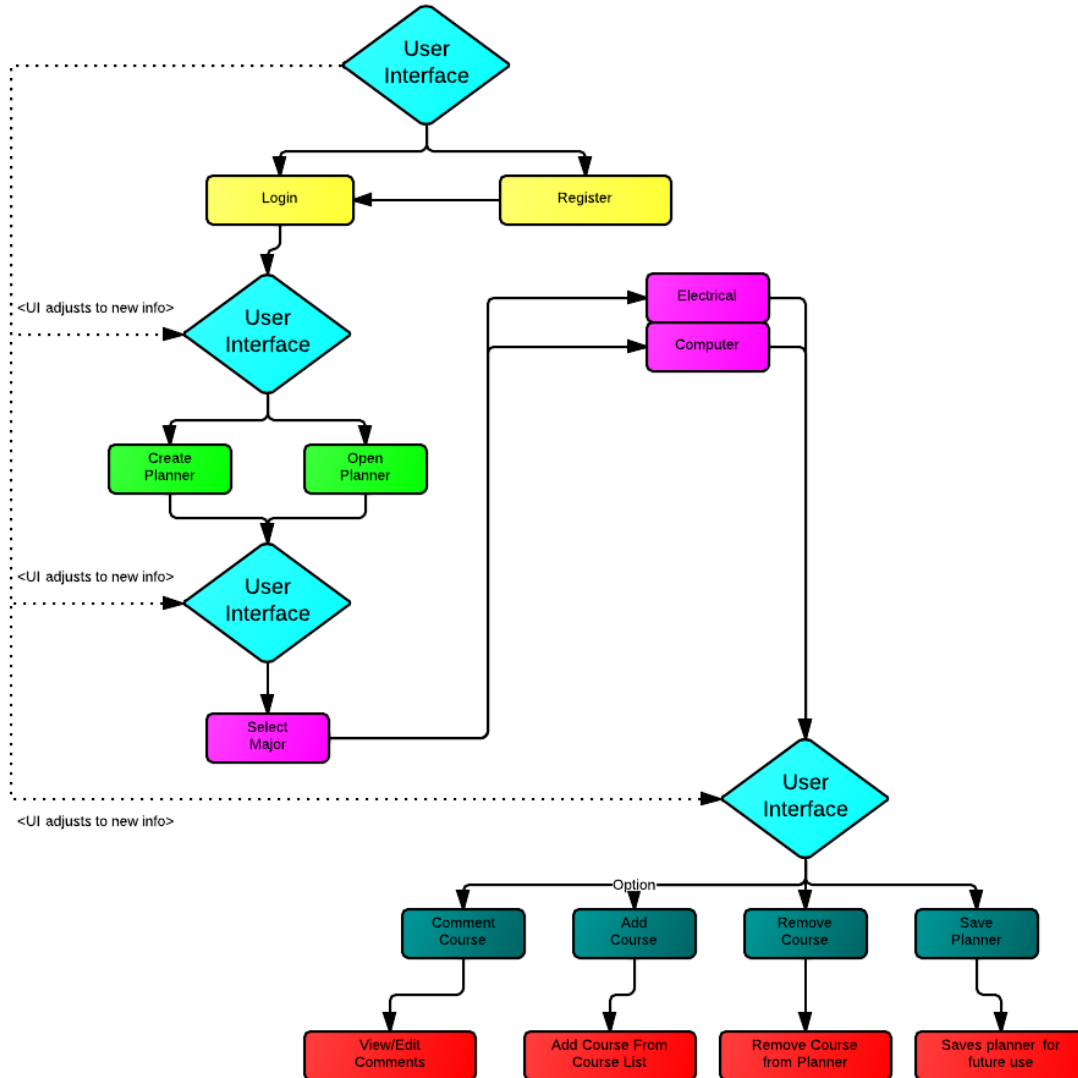 User
Interface
Login
Register
<UI adjusts to new info>
User
Interface
Electrical
Computer
Create
Planner
Open
Planner
<UI adjusts to new info>
User
Interface
Select
Major
<UI adjusts to new info>
User
Interface
Option
Comment
Course
Add
Course
Remove
Course
Save
Planner
View/Edit
Comments
Add Course From
Course List
Remove Course
from Planner
Saves planner for
future use